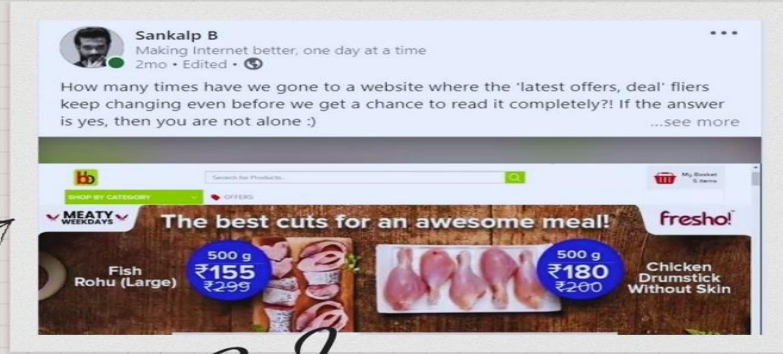 Sankalp B
Making Internet better, one day at a time
2mo • Edited •
How many times have we gone to a website where the 'latest offers, deal' fliers
keep changing even before we get a chance to read it completely?! If the answer
is yes, then you are not alone :)
...see more
bb
Search for Products..
My Basket
5 items
SHOP BY CATEGORY
OFFERS
MEATY
WEEKDAYS
The best cuts for an awesome meal!
fresho!
Fish
Rohu (Large)
500 g
₹155
₹299
500 g
₹180
₹200
Chicken
Drumstick
Without Skin